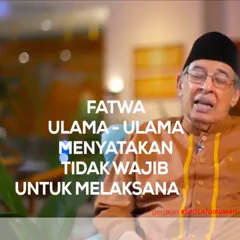 FATWA
ULAMA - ULAMA
MENYATAKAN
TIDAK WAJIB
UNTUK MELAKSANA